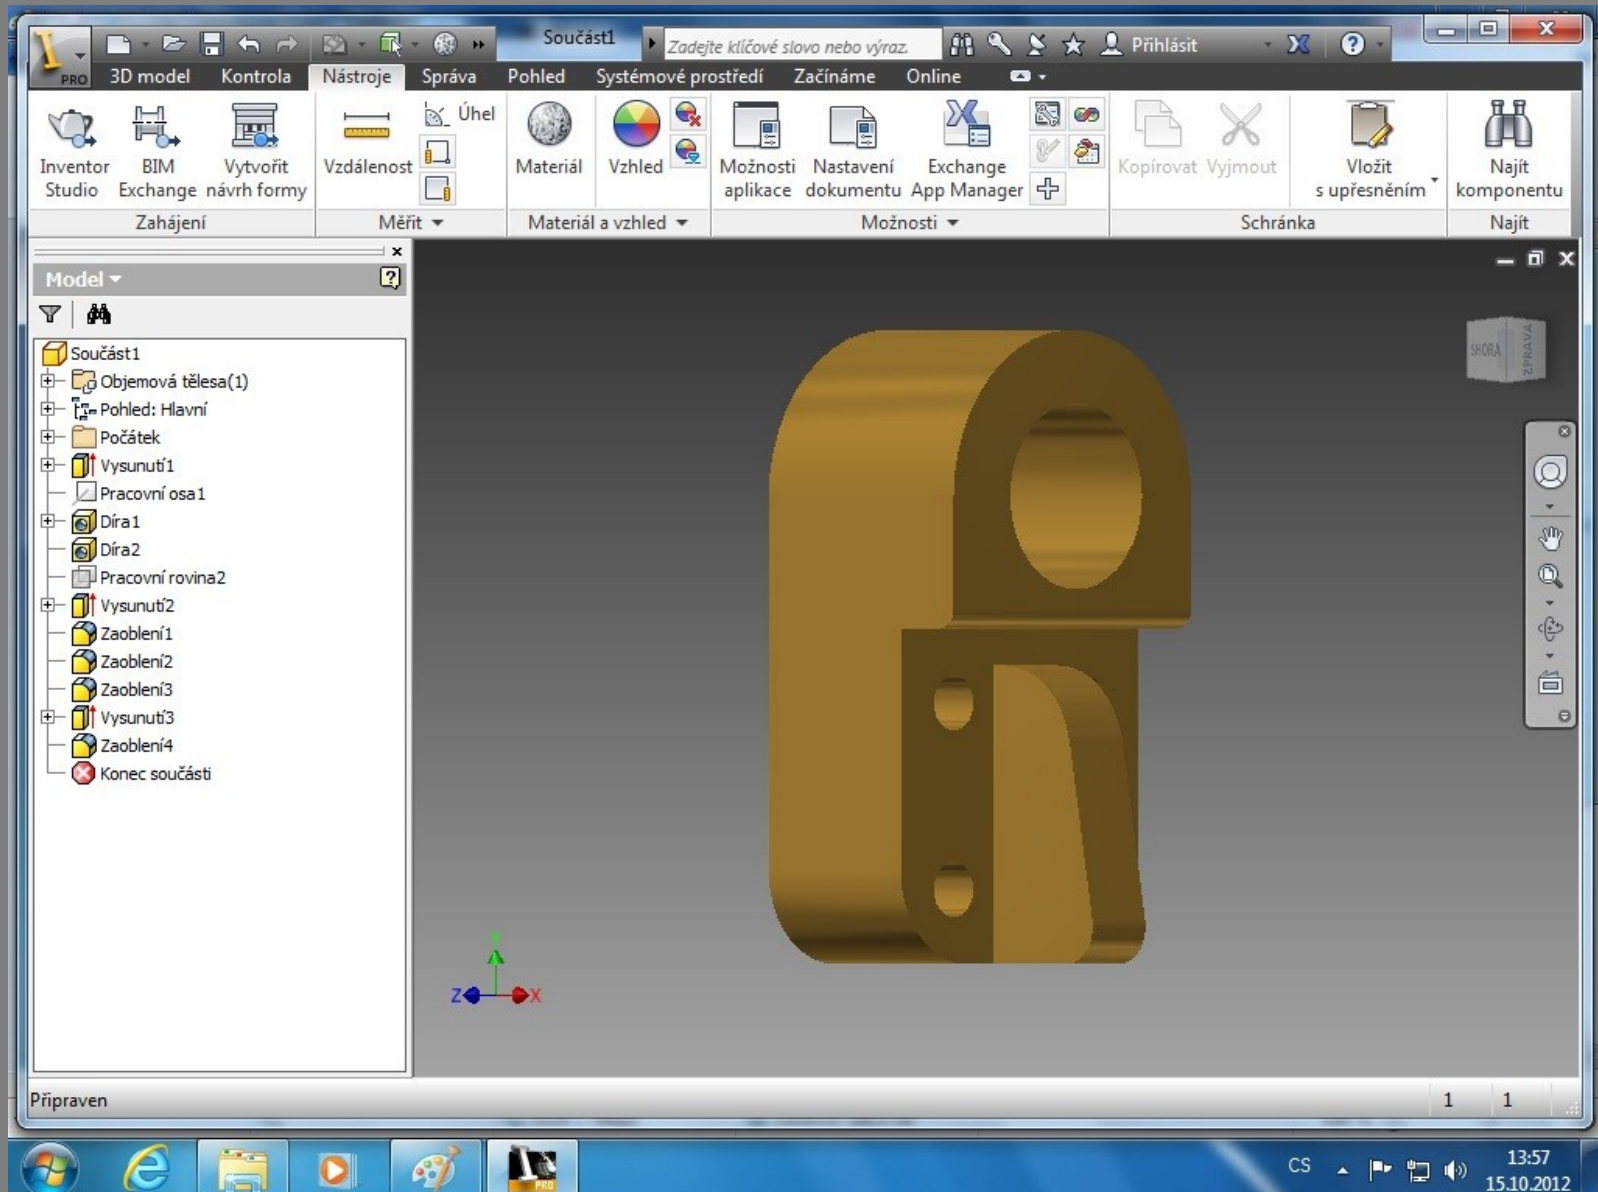 Součást1
Zadejte klíčové slovo nebo výraz.
Přihlásit
PRO
3D model
Kontrola
Nástroje
Správa
Pohled
Systémové prostředí
Začínáme
Online
Inventor
Studio
BIM
Exchange
Vytvořit
návrh formy
Vzdálenost
Úhel
Materiál
Vzhled
Možnosti
aplikace
Nastavení
dokumentu
Exchange
App Manager
Kopírovat
Vyjmout
Vložit
s upřesněním
Najít
komponentu
Zahájení
Měřit
Materiál a vzhled
Možnosti
Schránka
Najít
Model
Součást1
Objemová tělesa(1)
Pohled: Hlavní
Počátek
Vysunutí1
Pracovní osa1
Díra1
Díra2
Pracovní rovina2
Vysunutí2
Zaoblení1
Zaoblení2
Zaoblení3
Vysunutí3
Zaoblení4
Konec součásti
SHORA
ZPRAVA
Z
X
Připraven
1 1
PRO
CS
13:57
15.10.2012